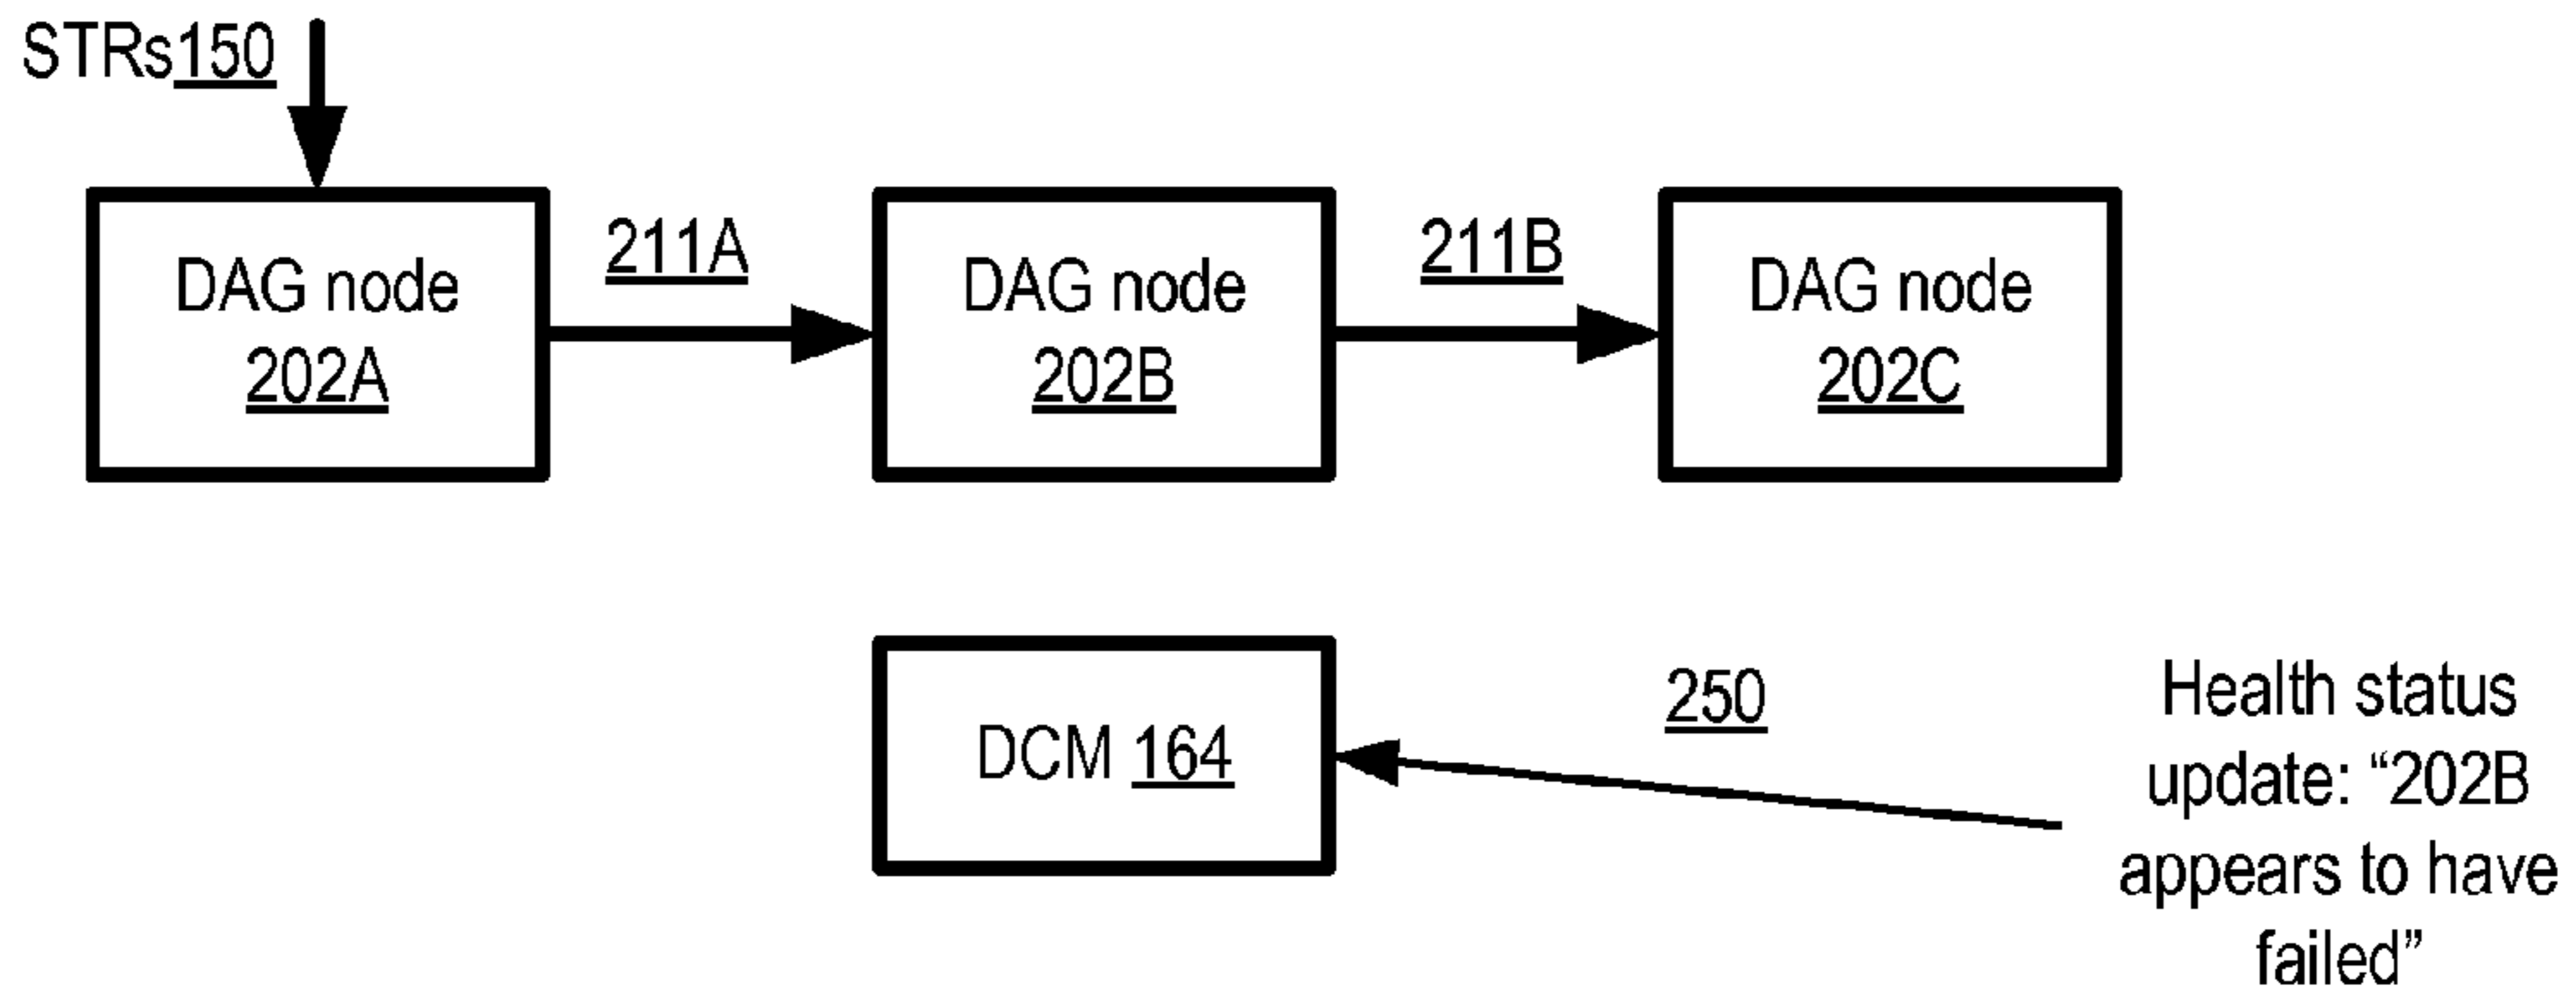 STRs150
211A
211B
DAG node
202A
DAG node
202B
DAG node
202C
DCM 164
250
Health status
update: “202B
appears to have
failed”